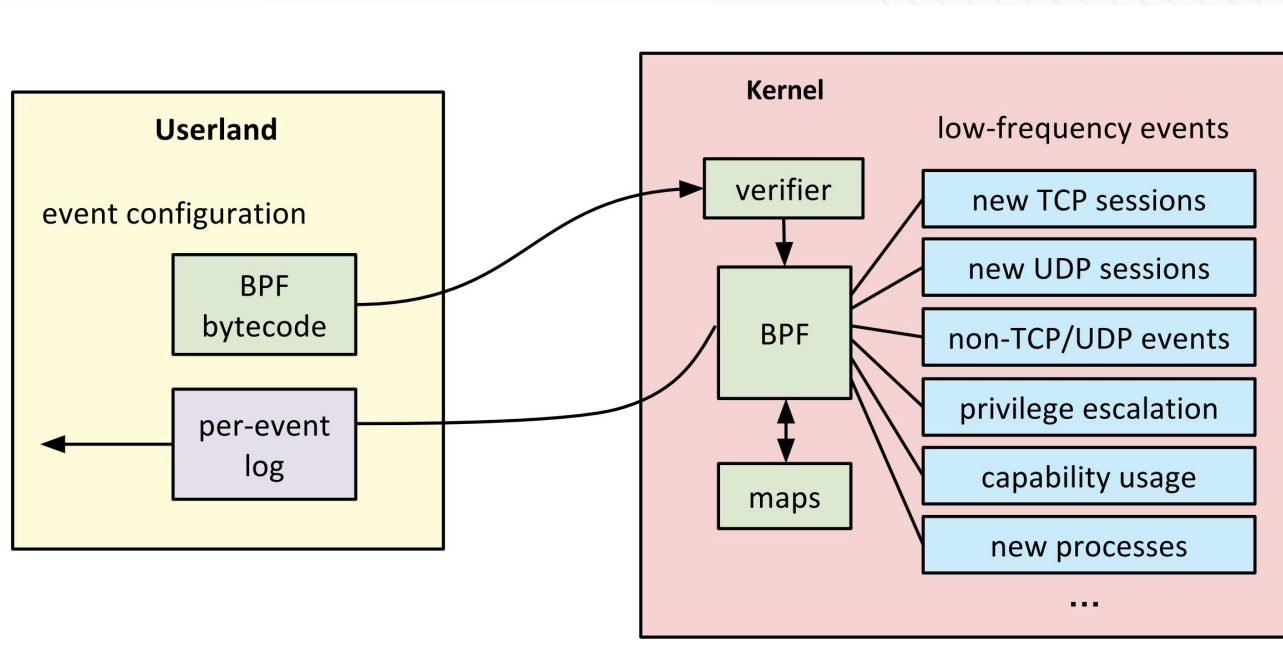 Userland
event configuration
BPF
bytecode
per-event
log
Kernel
low-frequency events
verifier
BPF
maps
new TCP sessions
new UDP sessions
non-TCP/UDP events
privilege escalation
capability usage
new processes
...